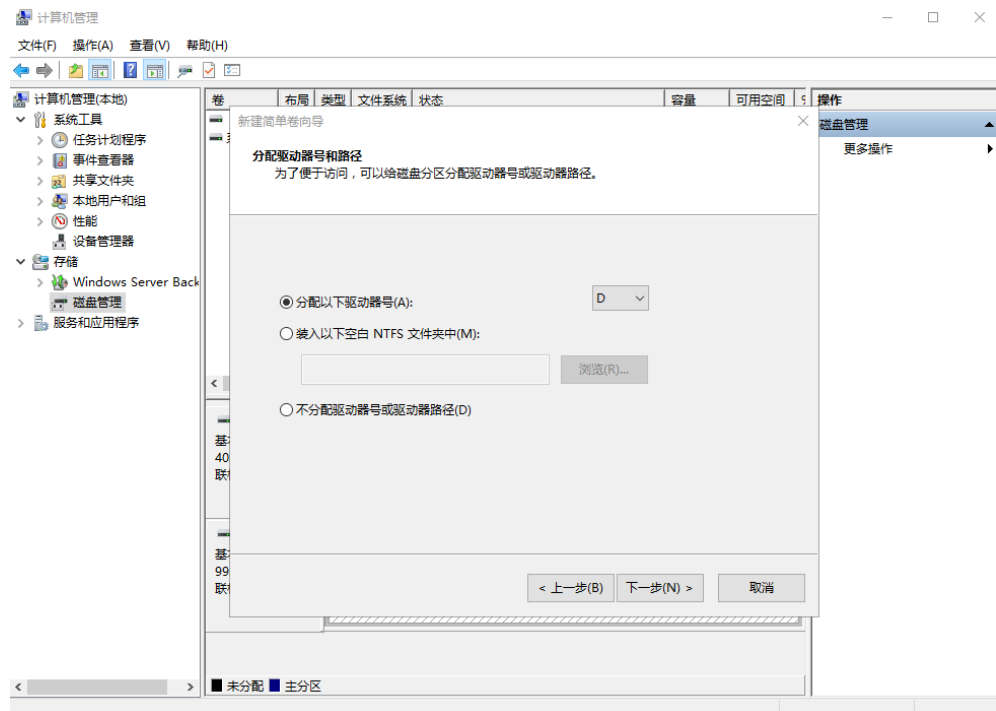 计算机管理
文件(F) 操作(A) 查看(V) 帮助(H)
计算机管理(本地)
系统工具
任务计划程序
事件查看器
共享文件夹
本地用户和组
性能
设备管理器
存储
Windows Server Back
磁盘管理
服务和应用程序
卷 布局 类型 文件系统 状态 容量 可用空间
新建简单卷向导
分配驱动器号和路径
为了便于访问，可以给磁盘分区分配驱动器号或驱动器路径。
分配以下驱动器号(A): D
装入以下空白 NTFS 文件夹中(M):
浏览(R)...
不分配驱动器号或驱动器路径(D)
< 上一步(B) 下一步(N) > 取消
基
40
联
基
99
联
未分配 主分区
操作
磁盘管理
更多操作